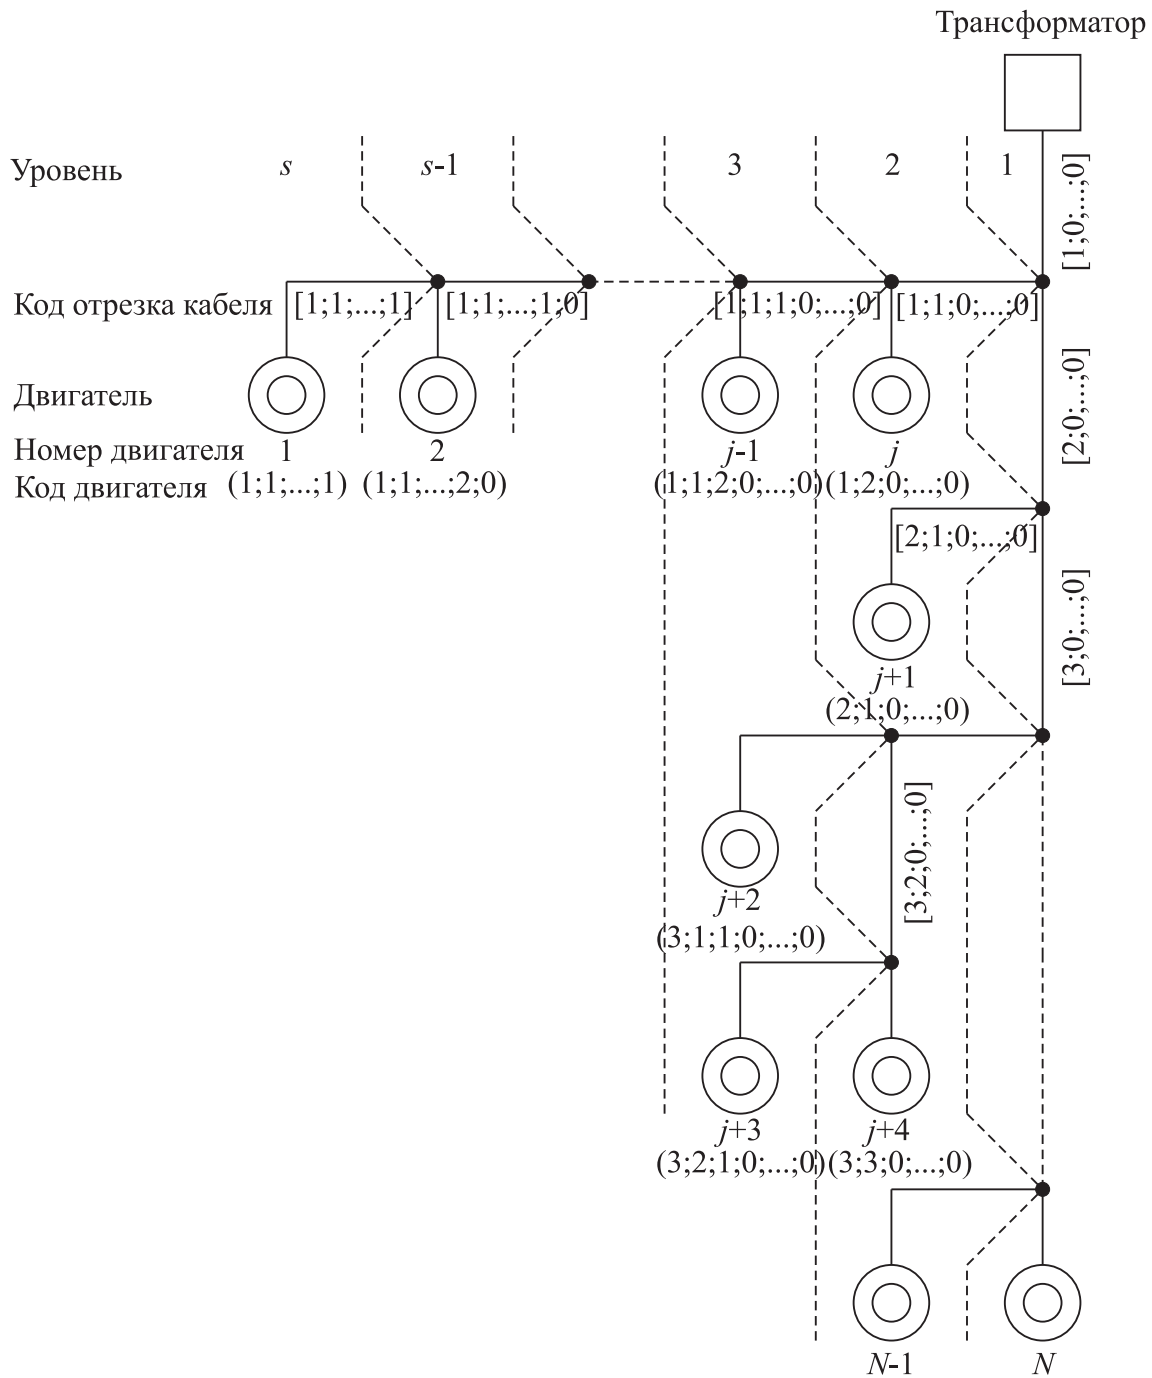 Трансформатор
Уровень s s-1 3 2 1
[1;0;...;0]
Код отрезка кабеля [1;1;...;1] [1;1;...1;0] [1;1;1;0;...;0] [1;1;0;...;0]
[2;0;...;0]
Двигатель
Номер двигателя 1 2 j-1 j
Код двигателя (1;1;...;1) (1;1;...;2;0) (1;1;2;0;...;0) (1;2;0;...;0)
[2;1;0;...;0]
[3;0;...;0]
j+1
(2;1;0;...;0)
[3;2;0;...;0]
j+2
(3;1;1;0;...;0)
j+3 j+4
(3;2;1;0;...;0) (3;3;0;...;0)
N-1 N